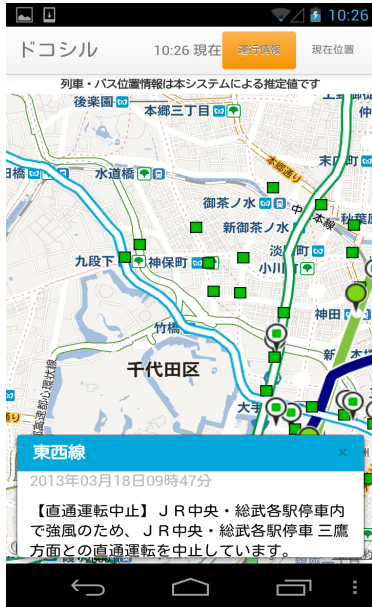 10:26
ドコシル
10:26 現在
運行情報
現在位置
列車・バス位置情報は本システムによる推定値です
後楽園
本郷三丁目
本郷通り
水道橋
御茶ノ水
中
本線
新御茶ノ水
秋葉
淡
町
小川
九段下
神保町
神田
竹橋
新
千代田区
大手
東西線
×
2013年03月18日09時47分
【直通運転中止】ＪＲ中央・総武各駅停車内
で強風のため、ＪＲ中央・総武各駅停車 三鷹
方面との直通運転を中止しています。